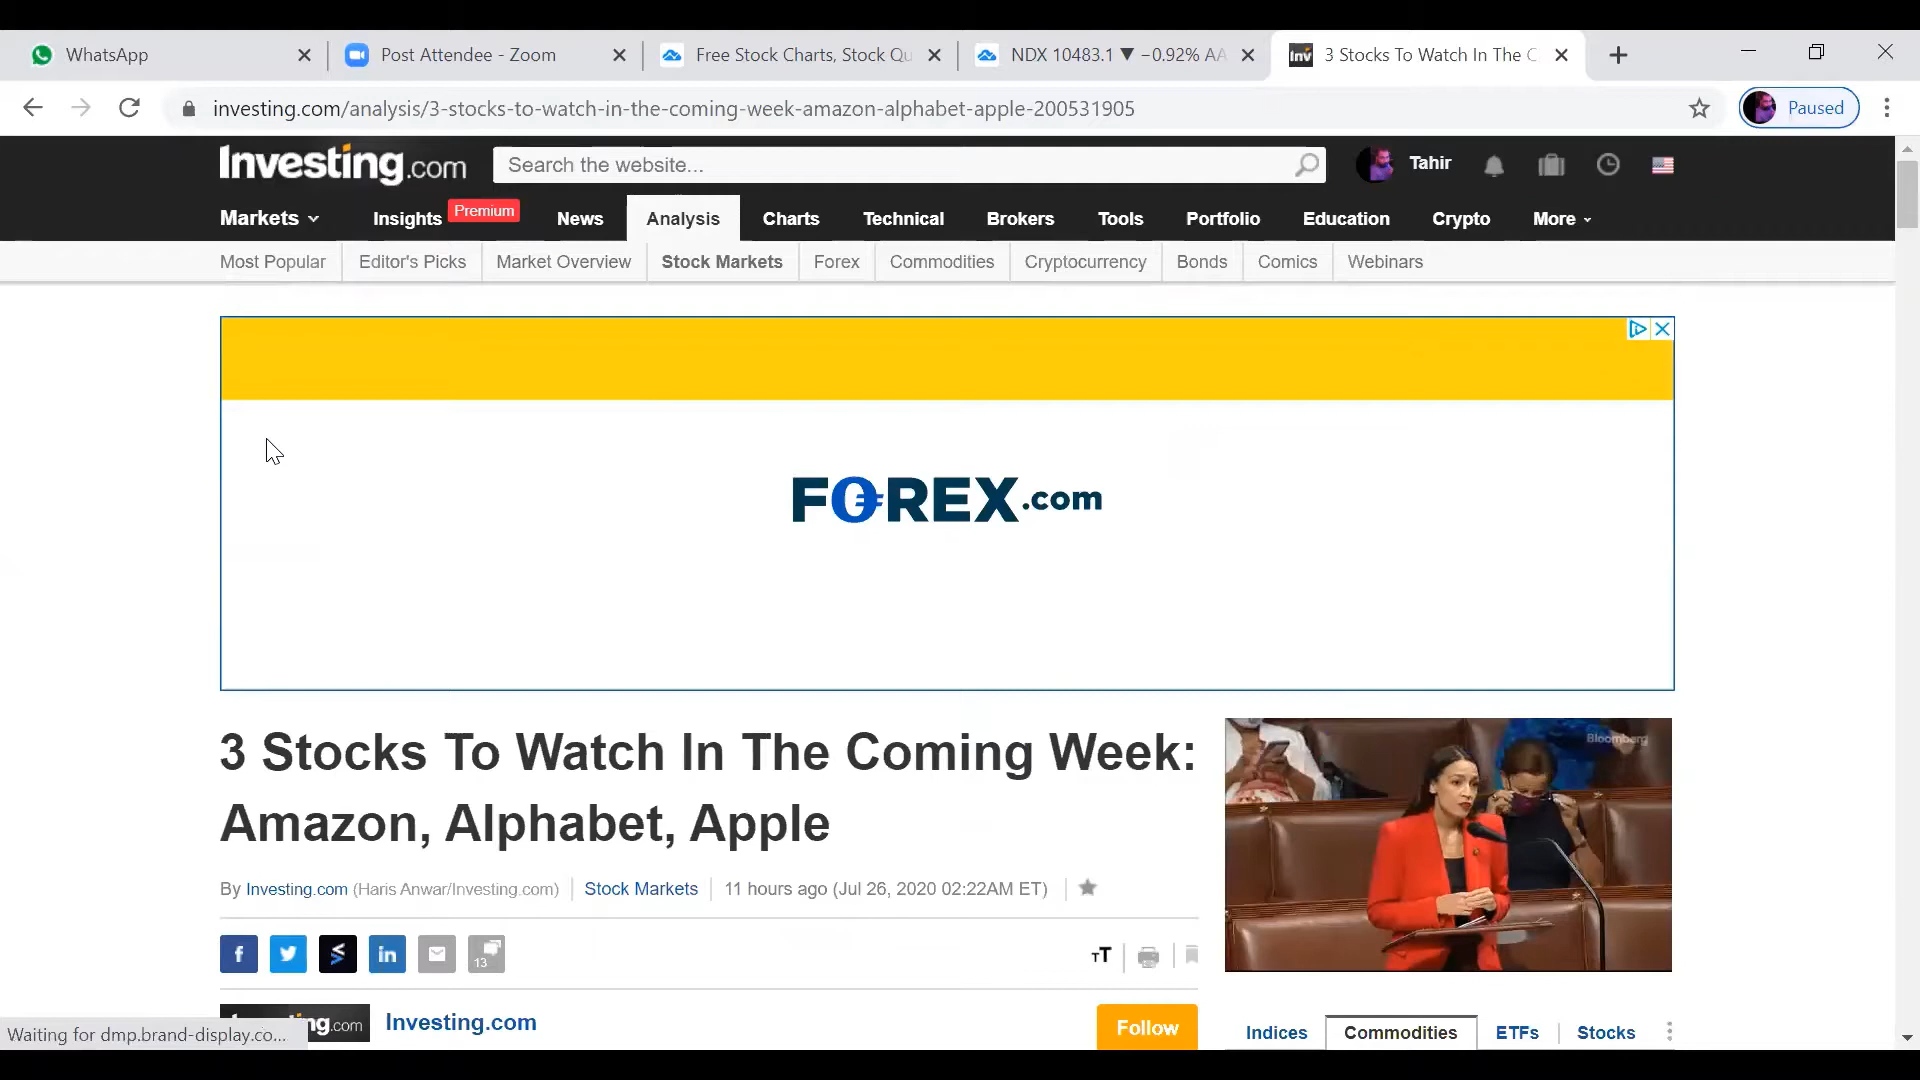 WhatsApp
Post Attendee - Zoom
Free Stock Charts, Stock Qu
NDX 10483.1 ▼ −0.92% AA
Inv
3 Stocks To Watch In The C
investing.com/analysis/3-stocks-to-watch-in-the-coming-week-amazon-alphabet-apple-200531905
Paused
Investing.com
Search the website...
Tahir
Markets
Insights
Premium
News
Analysis
Charts
Technical
Brokers
Tools
Portfolio
Education
Crypto
More
Most Popular
Editor's Picks
Market Overview
Stock Markets
Forex
Commodities
Cryptocurrency
Bonds
Comics
Webinars
FOREX.com
3 Stocks To Watch In The Coming Week:
Amazon, Alphabet, Apple
Bloomberg
By Investing.com (Haris Anwar/Investing.com)
Stock Markets
11 hours ago (Jul 26, 2020 02:22AM ET)
13
TT
ng.com
Investing.com
Follow
Indices
Commodities
ETFs
Stocks
Waiting for dmp.brand-display.co...